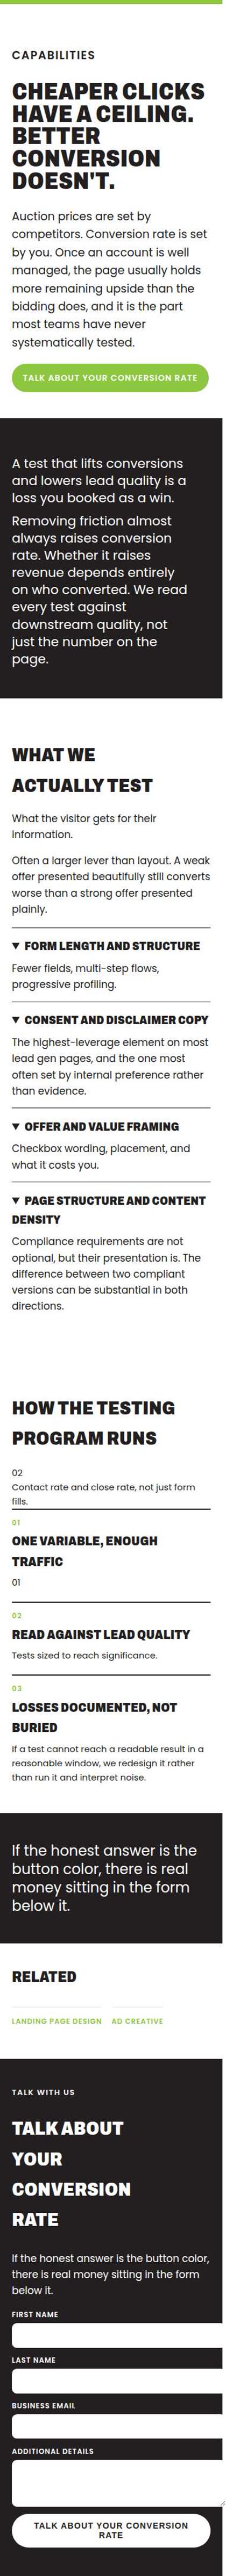 CAPABILITIES
CHEAPER CLICKS
HAVE A CEILING.
BETTER
CONVERSION
DOESN'T.
Auction prices are set by
competitors. Conversion rate is set
by you. Once an account is well
managed, the page usually holds
more remaining upside than the
bidding does, and it is the part
most teams have never
systematically tested.
TALK ABOUT YOUR CONVERSION RATE
A test that lifts conversions
and lowers lead quality is a
loss you booked as a win.
Removing friction almost
always raises conversion
rate. Whether it raises
revenue depends entirely
on who converted. We read
every test against
downstream quality, not
just the number on the
page.
WHAT WE
ACTUALLY TEST
What the visitor gets for their
information.
Often a larger lever than layout. A weak
offer presented beautifully still converts
worse than a strong offer presented
plainly.
▼ FORM LENGTH AND STRUCTURE
Fewer fields, multi-step flows,
progressive profiling.
▼ CONSENT AND DISCLAIMER COPY
The highest-leverage element on most
lead gen pages, and the one most
often set by internal preference rather
than evidence.
▼ OFFER AND VALUE FRAMING
Checkbox wording, placement, and
what it costs you.
▼ PAGE STRUCTURE AND CONTENT
DENSITY
Compliance requirements are not
optional, but their presentation is. The
difference between two compliant
versions can be substantial in both
directions.
HOW THE TESTING
PROGRAM RUNS
02
Contact rate and close rate, not just form
fills.
01
ONE VARIABLE, ENOUGH
TRAFFIC
01
02
READ AGAINST LEAD QUALITY
Tests sized to reach significance.
03
LOSSES DOCUMENTED, NOT
BURIED
If a test cannot reach a readable result in a
reasonable window, we redesign it rather
than run it and interpret noise.
If the honest answer is the
button color, there is real
money sitting in the form
below it.
RELATED
LANDING PAGE DESIGN AD CREATIVE
TALK WITH US
TALK ABOUT
YOUR
CONVERSION
RATE
If the honest answer is the button color,
there is real money sitting in the form
below it.
FIRST NAME
LAST NAME
BUSINESS EMAIL
ADDITIONAL DETAILS
TALK ABOUT YOUR CONVERSION
RATE